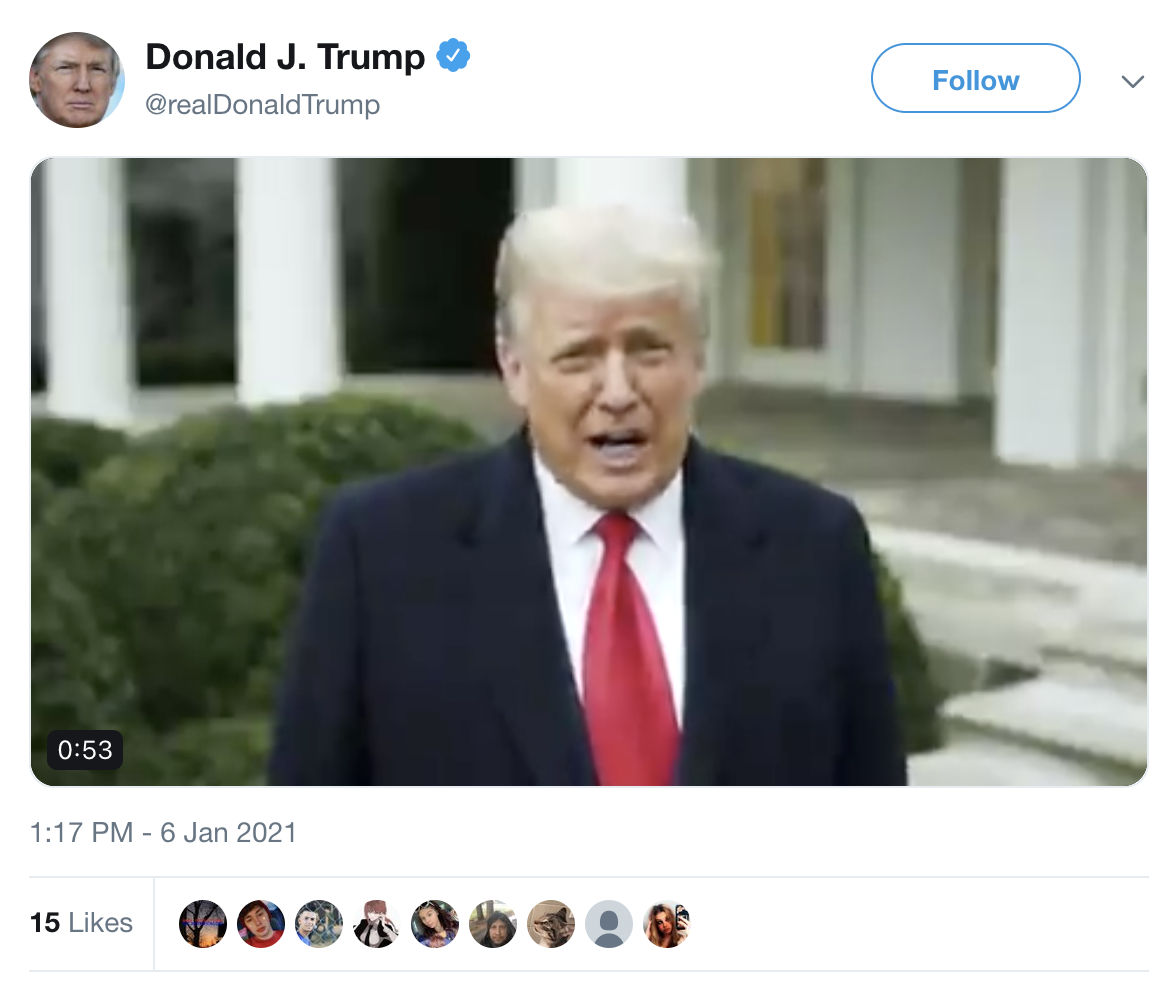 Donald J. Trump
@realDonaldTrump
Follow
0:53
1:17 PM - 6 Jan 2021
15 Likes